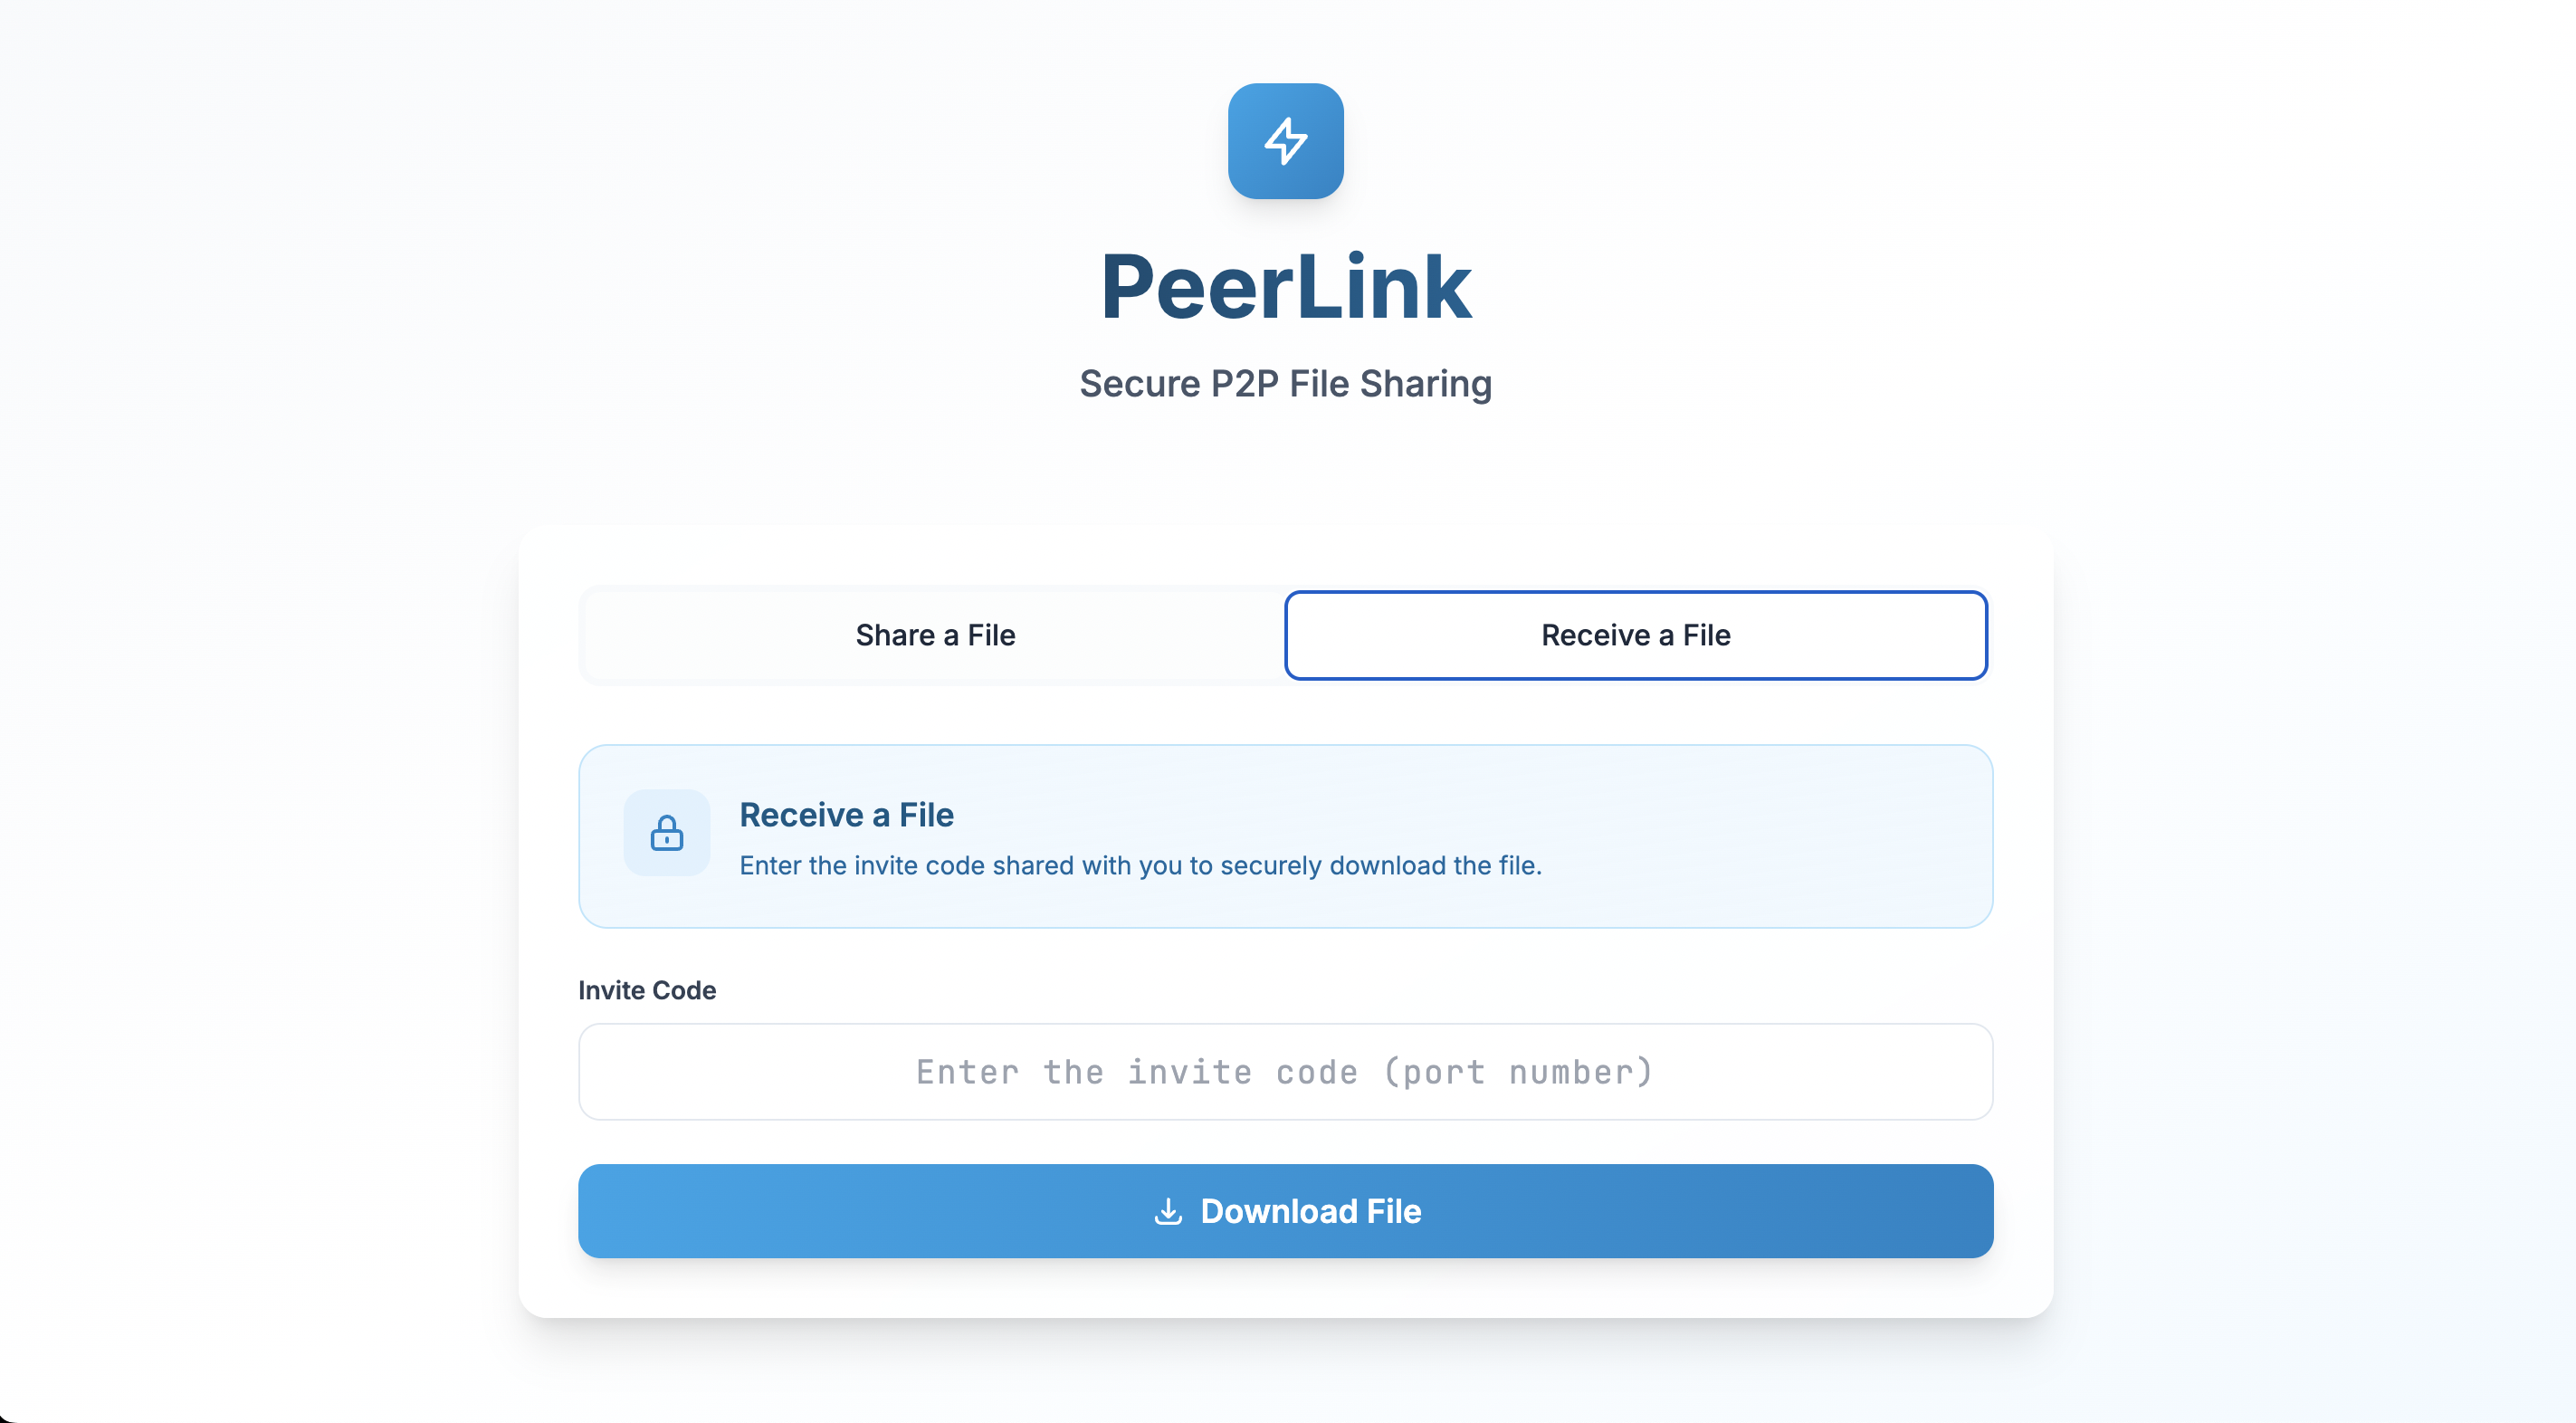 PeerLink
Secure P2P File Sharing
Share a File
Receive a File
Receive a File
Enter the invite code shared with you to securely download the file.
Invite Code
Enter the invite code (port number)
Download File